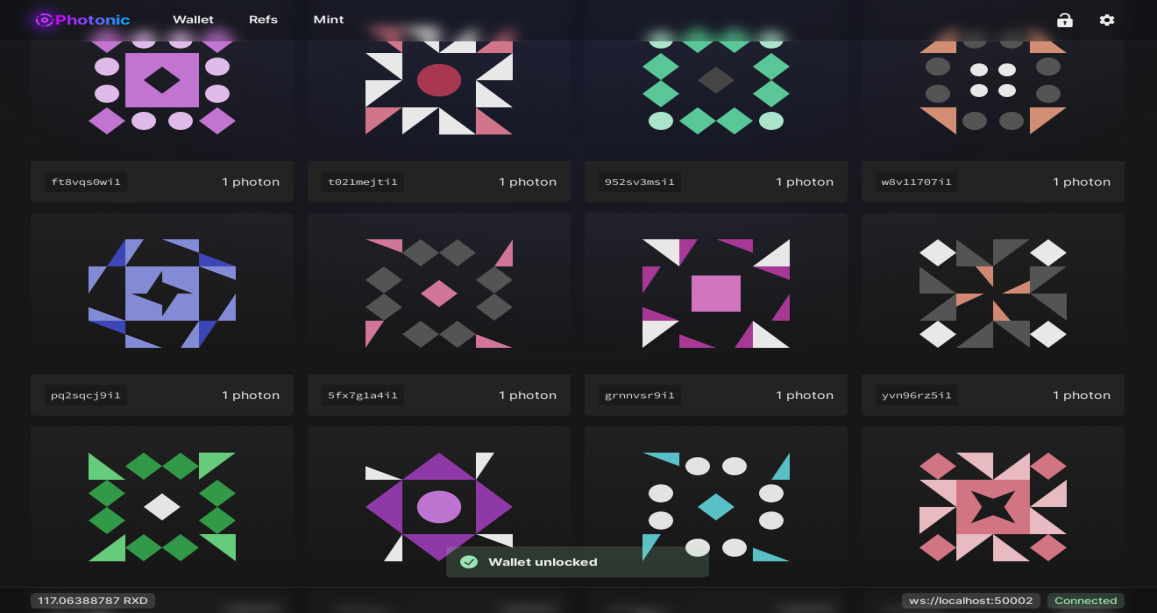 Photonic Wallet Refs Mint
ft8vqs0wi1 1 photon t021mejti1 1 photon 952sv3msi1 1 photon w8v11707i1 1 photon
pq2sqcj9i1 1 photon 5fx7g1a4i1 1 photon grnnvsr9i1 1 photon yvn96rz5i1 1 photon
Wallet unlocked
117.06388787 RXD ws://localhost:50002 Connected